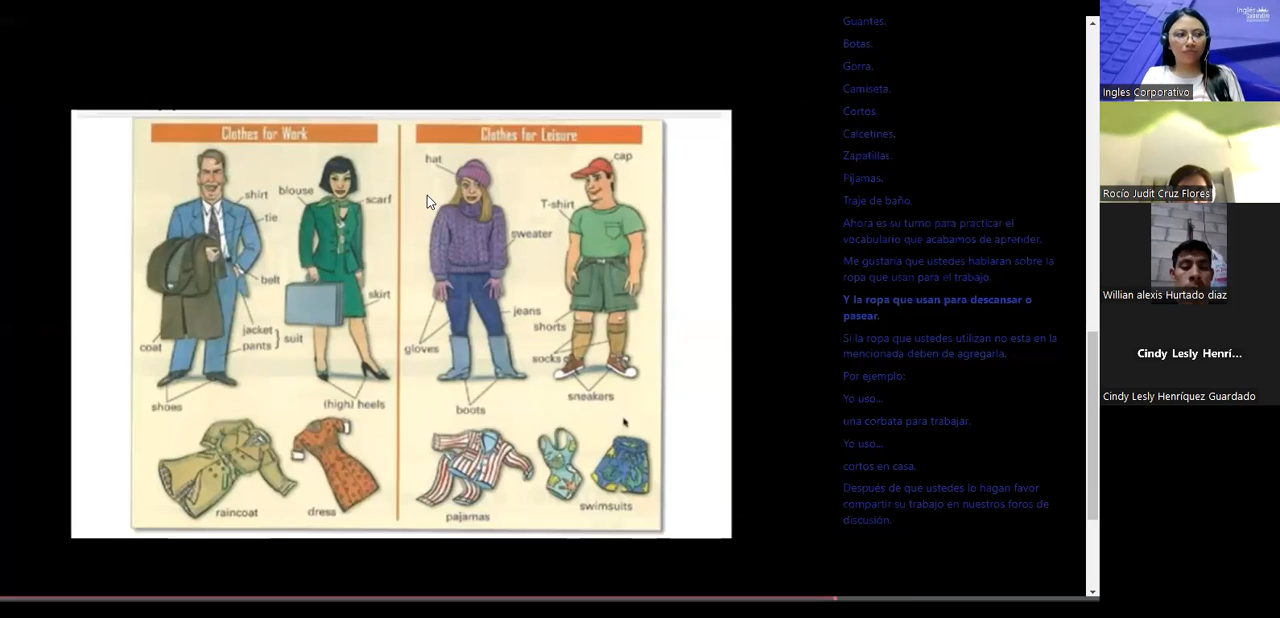 Clothes for Work
Clothes for Leisure
shirt
blouse
scarf
tie
belt
skirt
jacket
pants
suit
coat
shoes
(high) heels
raincoat
dress
hat
cap
T-shirt
sweater
jeans
shorts
gloves
socks
sneakers
boots
pajamas
swimsuits
Guantes.
Botas.
Gorra.
Camiseta.
Cortos.
Calcetines.
Zapatillas.
Pijamas.
Traje de baño.
Ahora es su turno para practicar el
vocabulario que acabamos de aprender.
Me gustaría que ustedes hablaran sobre la
ropa que usan para el trabajo.
Y la ropa que usan para descansar o
pasear.
Si la ropa que ustedes utilizan no está en la
mencionada deben de agregarla.
Por ejemplo:
Yo uso...
una corbata para trabajar.
Yo uso...
cortos en casa.
Después de que ustedes lo hagan favor
compartir su trabajo en nuestros foros de
discusión.
Ingles Corporativo
Rocío Judit Cruz Flores
Willian alexis Hurtado diaz
Cindy Lesly Henrí...
Cindy Lesly Henríquez Guardado